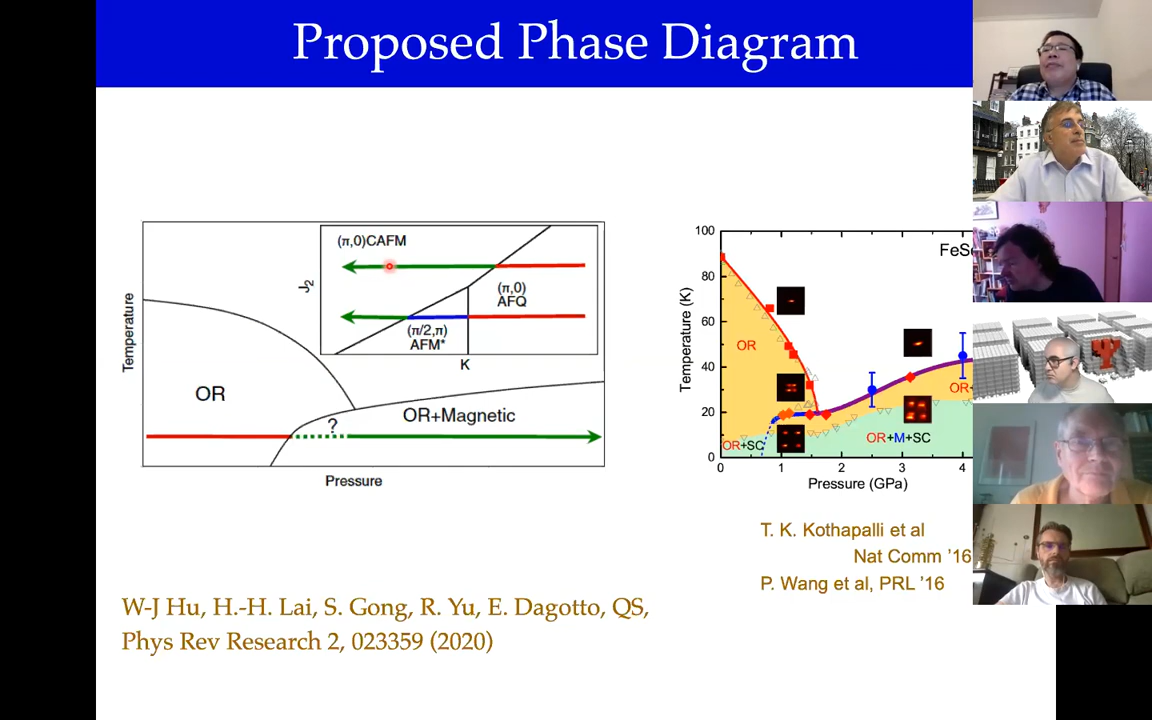 Proposed Phase Diagram
Temperature
(π,0)CAFM
J2
(π,0)
AFQ
(π/2,π)
AFM*
K
OR
?
OR+Magnetic
Pressure
100
80
60
40
20
0
Temperature (K)
OR
OR+SC
OR+M+SC
OR+
0
1
2
3
4
Pressure (GPa)
T. K. Kothapalli et al
Nat Comm '16
P. Wang et al, PRL '16
W-J Hu, H.-H. Lai, S. Gong, R. Yu, E. Dagotto, QS,
Phys Rev Research 2, 023359 (2020)